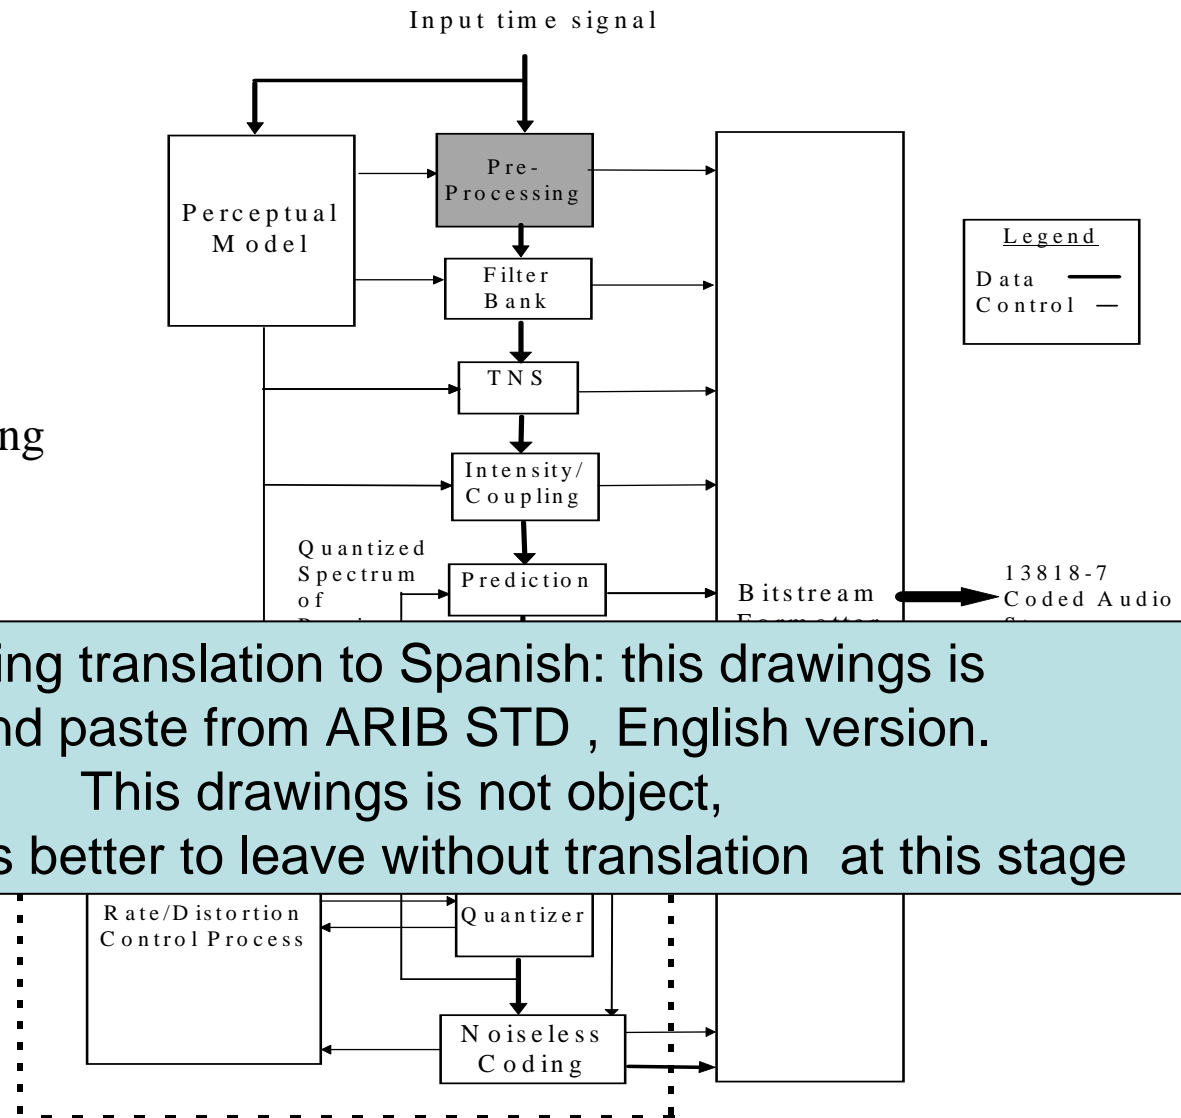 Input time signal
Pre-
Processing
Perceptual
Model
Legend
Data
Control
Filter
Bank
TNS
ng
Intensity/
Coupling
Quantized
Spectrum
of
Prediction
Bitstream
13818-7
Coded Audio
ing translation to Spanish: this drawings is
nd paste from ARIB STD , English version.
This drawings is not object,
s better to leave without translation at this stage
Rate/Distortion
Control Process
Quantizer
Noiseless
Coding